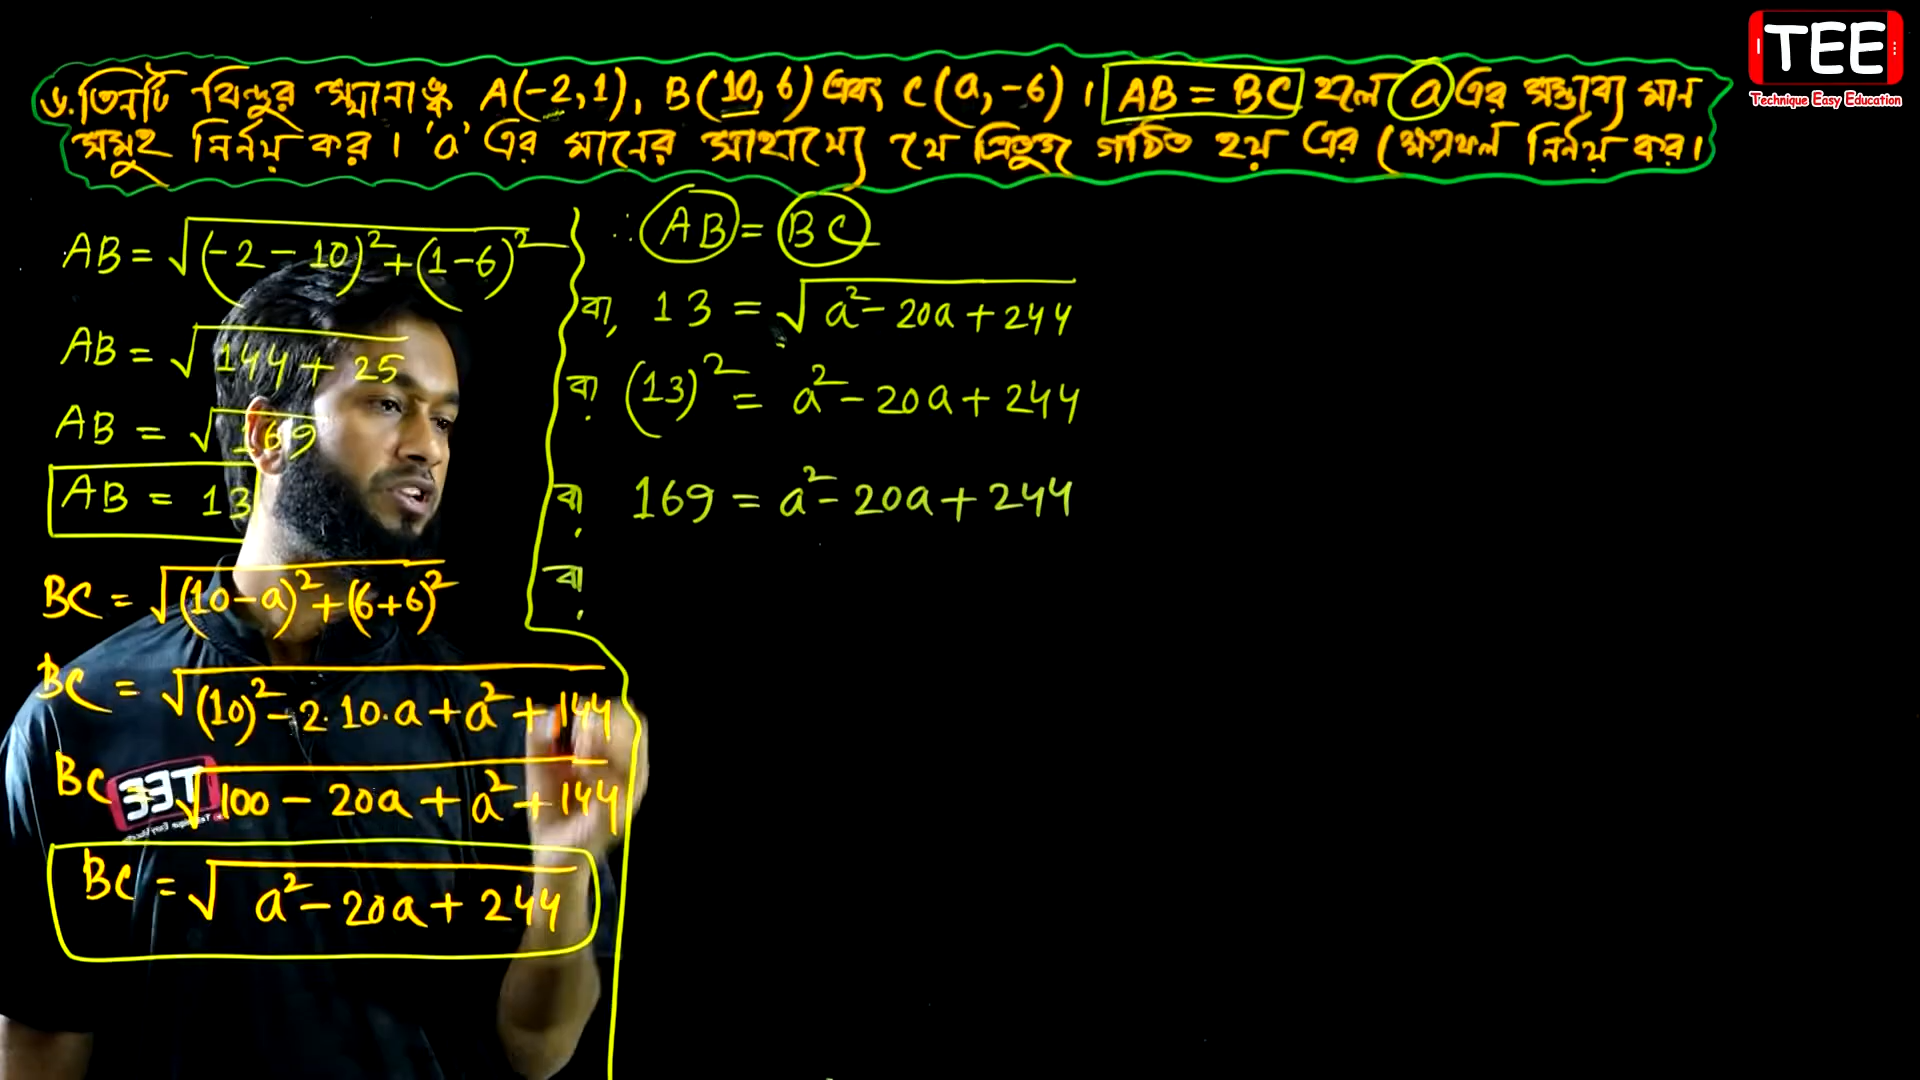 ৬. তিনটি বিন্দুর স্থানাঙ্ক A(-2,1), B(10,6) এবং C(a,-6) । AB = BC হলে a এর সম্ভাব্য মান
সমুহ নির্নয় কর । 'a' এর মানের সাহায্যে যে ত্রিভুজ গঠিত হয় এর ক্ষেত্রফল নির্নয় কর ।
TEE
Technique Easy Education
AB = √(-2-10)²+(1-6)²
AB = √144 + 25
AB = √169
AB = 13
BC = √(10-a)²+(6+6)²
BC = √(10)²-2.10.a+a²+144
BC = √100 - 20a + a²+144
BC = √a²-20a+244
∴ AB = BC
বা, 13 = √a²-20a+244
বা, (13)² = a²-20a+244
বা, 169 = a²-20a+244
বা,
TEE